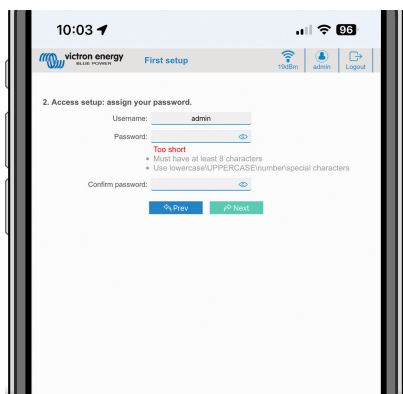 10:03
96
victron energy
BLUE POWER
First setup
19dBm
admin
Logout
2. Access setup: assign your password.
Username: admin
Password:
Too short
Must have at least 8 characters
Use lowercase\UPPERCASE\number\special characters
Confirm password:
Prev
Next